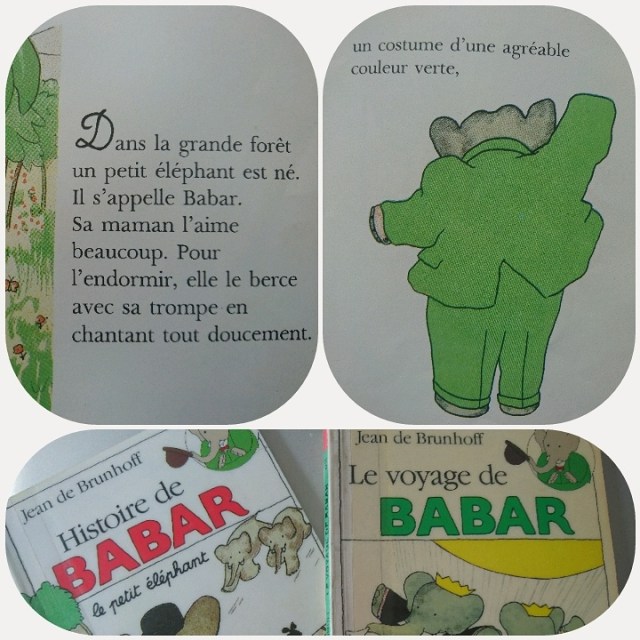 Dans la grande forêt
un petit éléphant est né.
Il s'appelle Babar.
Sa maman l'aime
beaucoup. Pour
l'endormir, elle le berce
avec sa trompe en
chantant tout doucement.
un costume d'une agréable
couleur verte,
Jean de Brunhoff
Histoire de
BABAR
le petit éléphant
Jean de Brunhoff
Le voyage de
BABAR